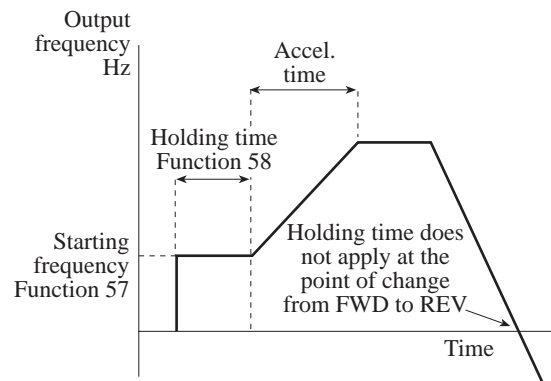 Output
frequency
Hz
Accel.
time
Holding time
Function 58
Starting
frequency
Function 57
Holding time does
not apply at the
point of change
from FWD to REV
Time